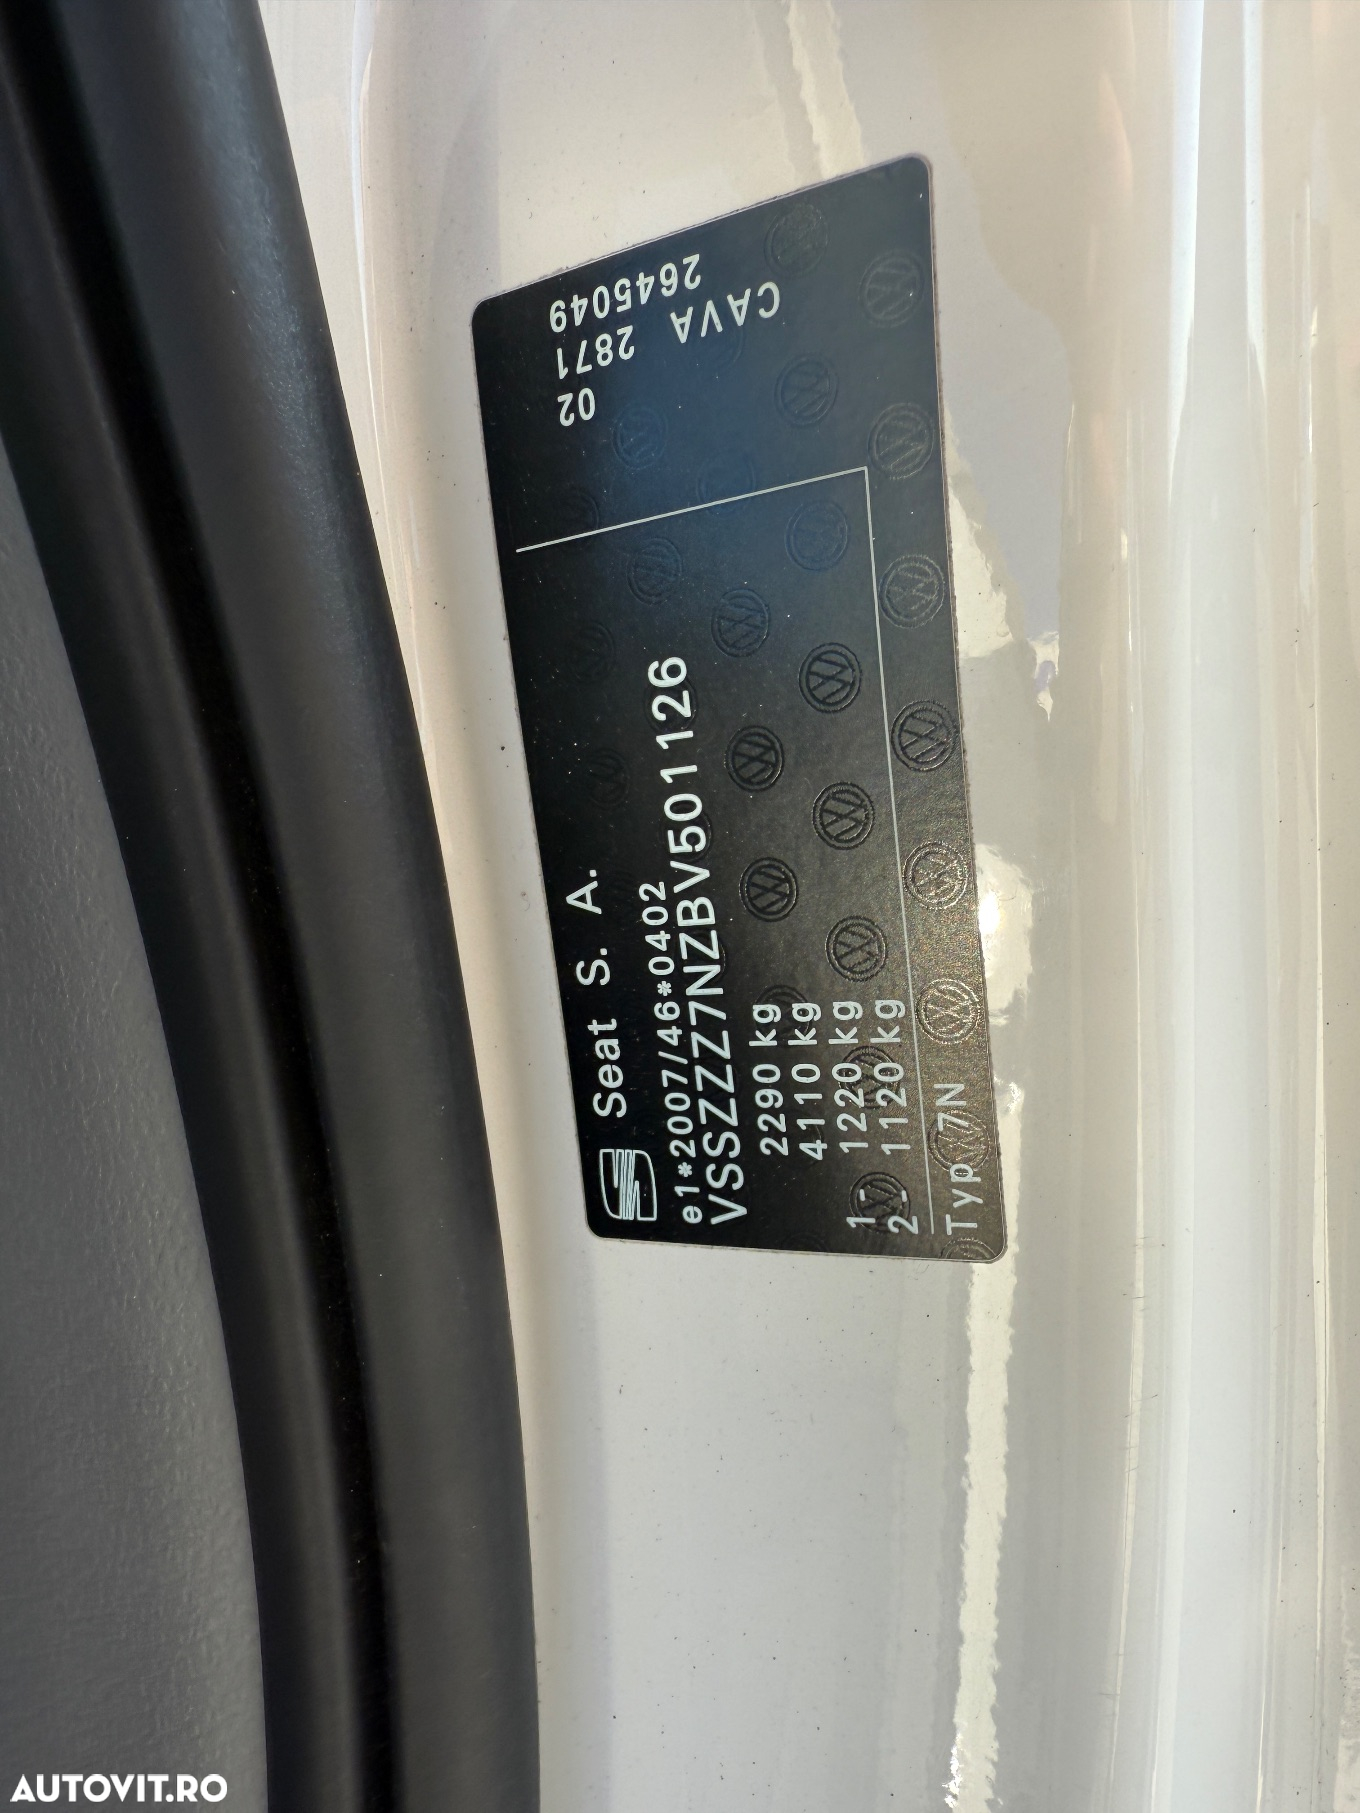 Seat S. A.
e1*2007/46*0402
VSSZZZ7NZBV501126
2290 kg
4110 kg
1- 1220 kg
2- 1120 kg
Typ 7N
2645049
CAVA 2871
02
AUTOVIT.RO